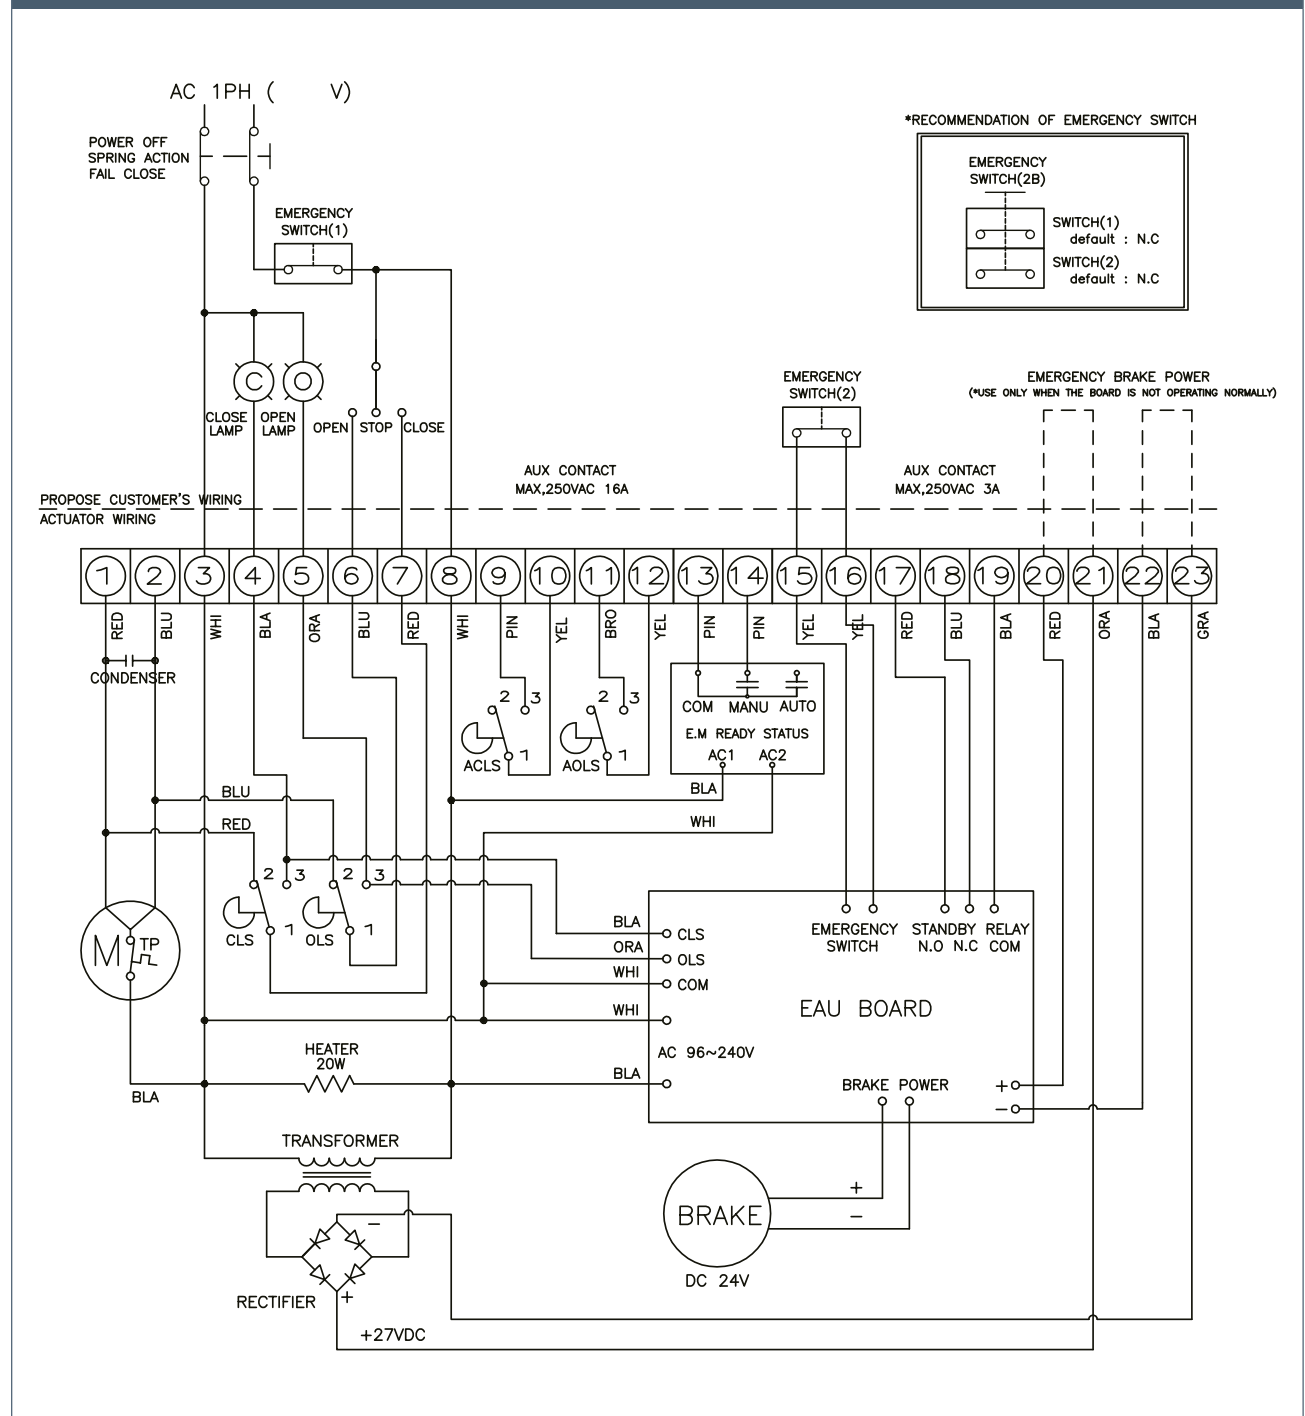 AC 1PH ( V)
POWER OFF
SPRING ACTION
FAIL CLOSE
EMERGENCY
SWITCH(1)
*RECOMMENDATION OF EMERGENCY SWITCH
EMERGENCY
SWITCH(2B)
SWITCH(1)
default : N.C
SWITCH(2)
default : N.C
C O
CLOSE
LAMP
OPEN
LAMP
OPEN STOP CLOSE
EMERGENCY
SWITCH(2)
EMERGENCY BRAKE POWER
(*USE ONLY WHEN THE BOARD IS NOT OPERATING NORMALLY)
AUX CONTACT
MAX,250VAC 16A
AUX CONTACT
MAX,250VAC 3A
PROPOSE CUSTOMER'S WIRING
ACTUATOR WIRING
1 2 3 4 5 6 7 8 9 10 11 12 13 14 15 16 17 18 19 20 21 22 23
RED BLU WHI BLA ORA BLU RED WHI PIN YEL BRO YEL PIN PIN YEL YEL RED BLU BLA RED ORA BLA GRA
CONDENSER
2 3
1
ACLS
2 3
1
AOLS
COM MANU AUTO
E.M READY STATUS
AC1 AC2
BLA
WHI
BLU
RED
2 3
1
CLS
2 3
1
OLS
M TP
BLA
BLA CLS
ORA OLS
WHI COM
WHI
AC 96~240V
BLA
EMERGENCY
SWITCH
STANDBY RELAY
N.O N.C COM
EAU BOARD
BRAKE POWER
+
-
HEATER
20W
TRANSFORMER
-
RECTIFIER
+
+27VDC
BRAKE
+
-
DC 24V